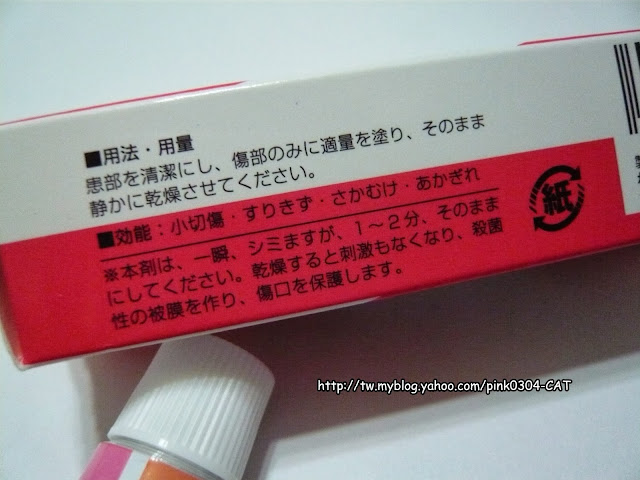 ■用法・用量
患部を清潔にし、傷部のみに適量を塗り、そのまま
静かに乾燥させてください。
■効能：小切傷・すりきず・さかむけ・あかぎれ
※本剤は、一瞬、シミますが、1～2分、そのまま
にしてください。乾燥すると刺激もなくなり、殺菌
性の被膜を作り、傷口を保護します。
紙
http://tw.myblog.yahoo.com/pink0304-CAT